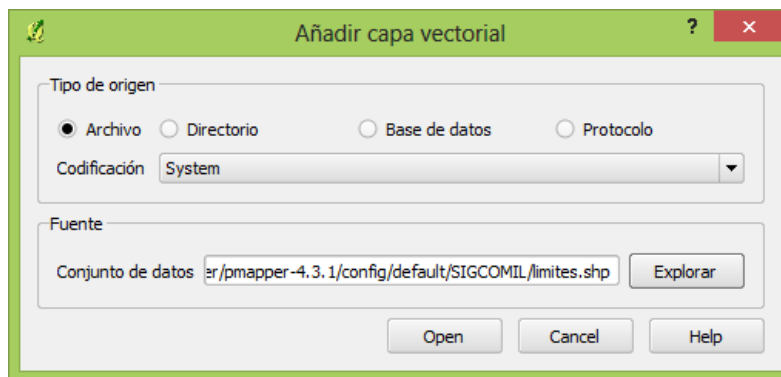 Añadir capa vectorial ? ×
Tipo de origen
Archivo Directorio Base de datos Protocolo
Codificación System
Fuente
Conjunto de datos er/pmapper-4.3.1/config/default/SIGCOMIL/limites.shp Explorar
Open Cancel Help